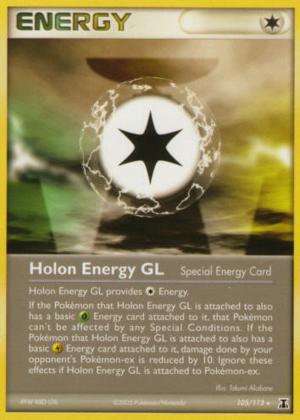 ENERGY
Holon Energy GL Special Energy Card
Holon Energy GL provides Energy.
If the Pokémon that Holon Energy GL is attached to also
has a basic Energy card attached to it, that Pokémon
can't be affected by any Special Conditions. If the
Pokémon that Holon Energy GL is attached to also has
a basic Energy card attached to it, damage done by your
opponent's Pokémon-ex is reduced by 10. Ignore these
effects if Holon Energy GL is attached to Pokémon-ex.
Illus. Takumi Akabane
©2005 Pokémon/Nintendo
105/113